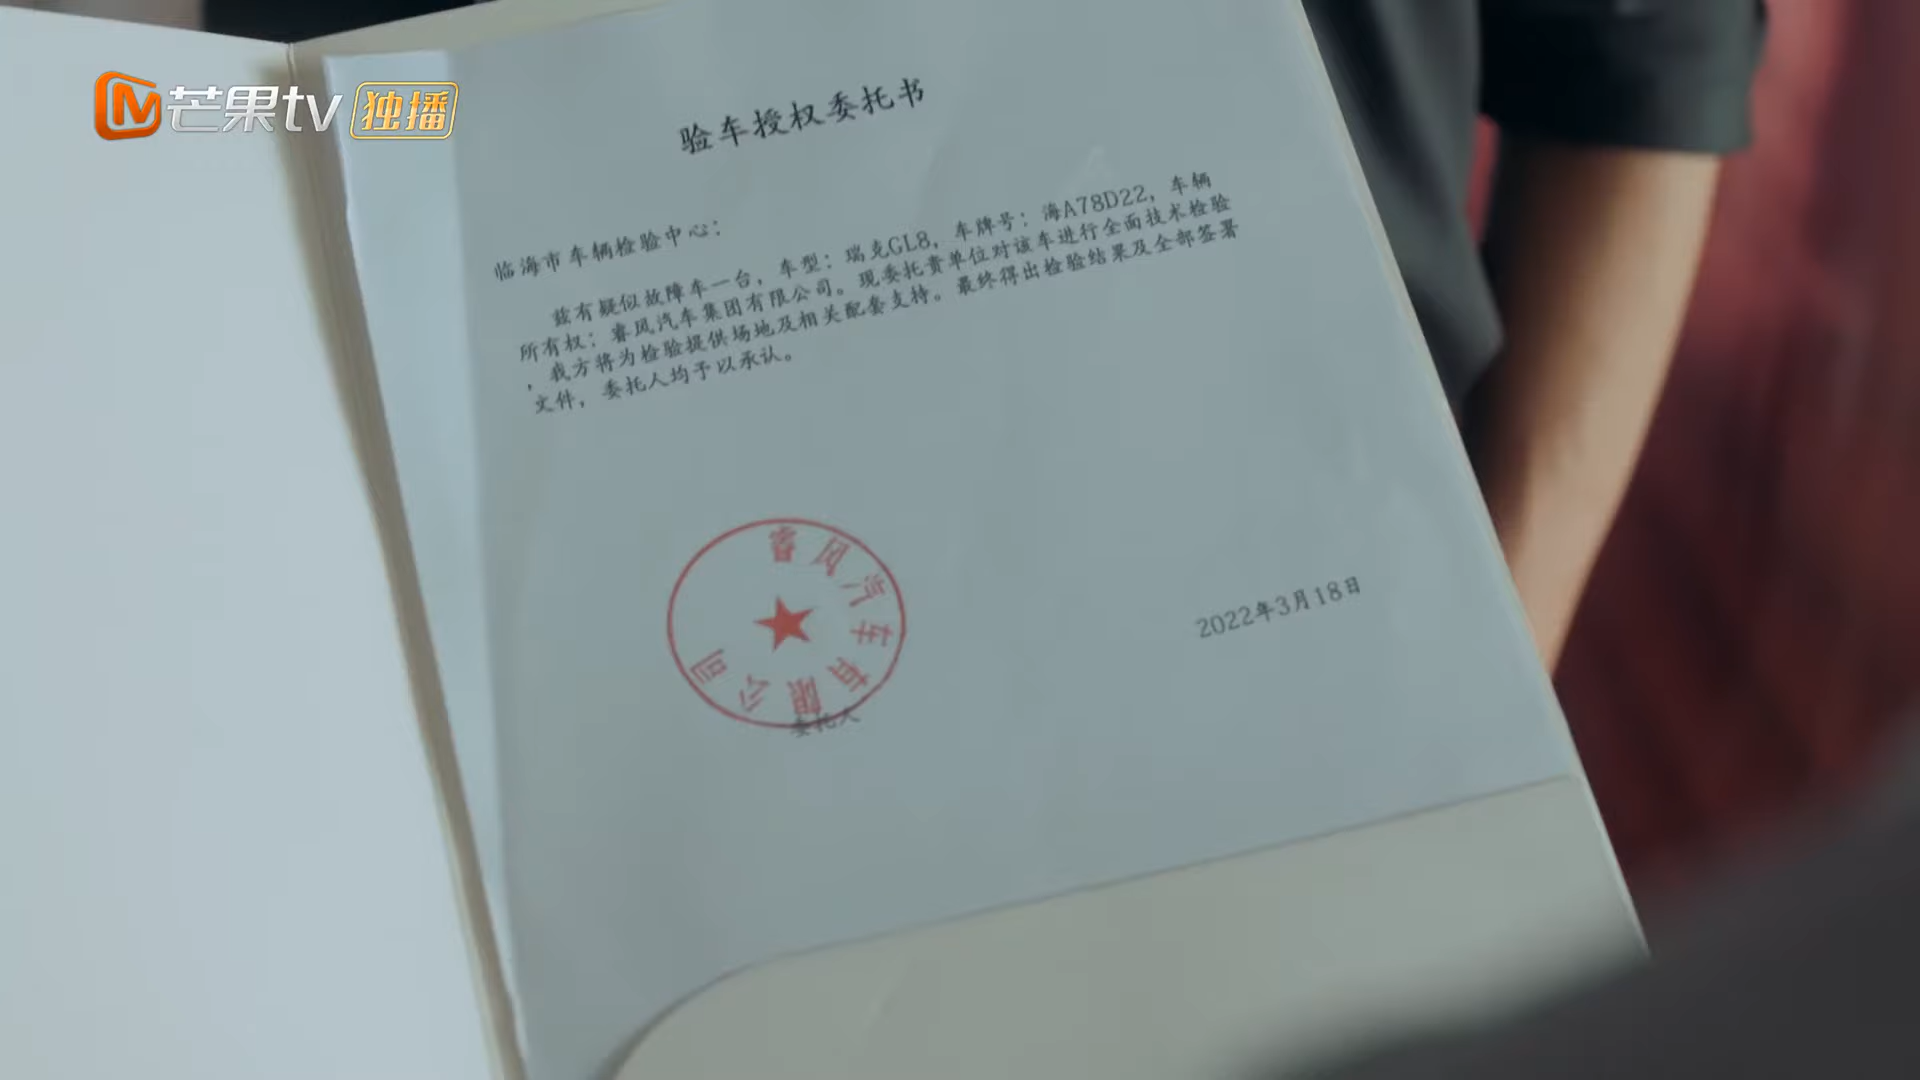 芒果tv 独播
验车授权委托书
临海市车辆检验中心：
兹有疑似故障车一台，车型：瑞克GL8，车牌号：海A78D22，车辆
所有权：睿风汽车集团有限公司。现委托贵单位对该车进行全面技术检验
，我方将为检验提供场地及相关配套支持。最终得出检验结果及全部签署
文件，委托人均予以承认。
睿风汽车有限公司
2022年3月18日
委托人